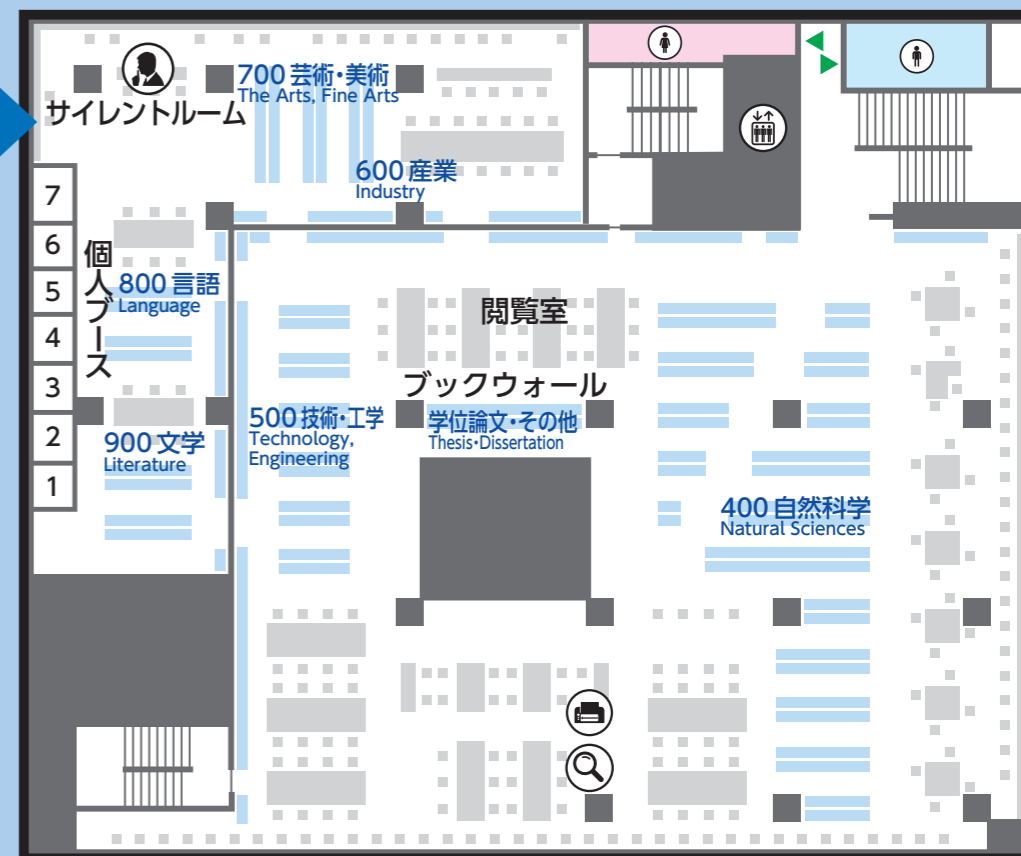 700 芸術・美術
The Arts, Fine Arts
サイレントルーム
600 産業
Industry
7
6
5
4
3
2
1
個人ブース
800 言語
Language
900 文学
Literature
閲覧室
ブックウォール
500 技術・工学
Technology,
Engineering
学位論文・その他
Thesis・Dissertation
400 自然科学
Natural Sciences